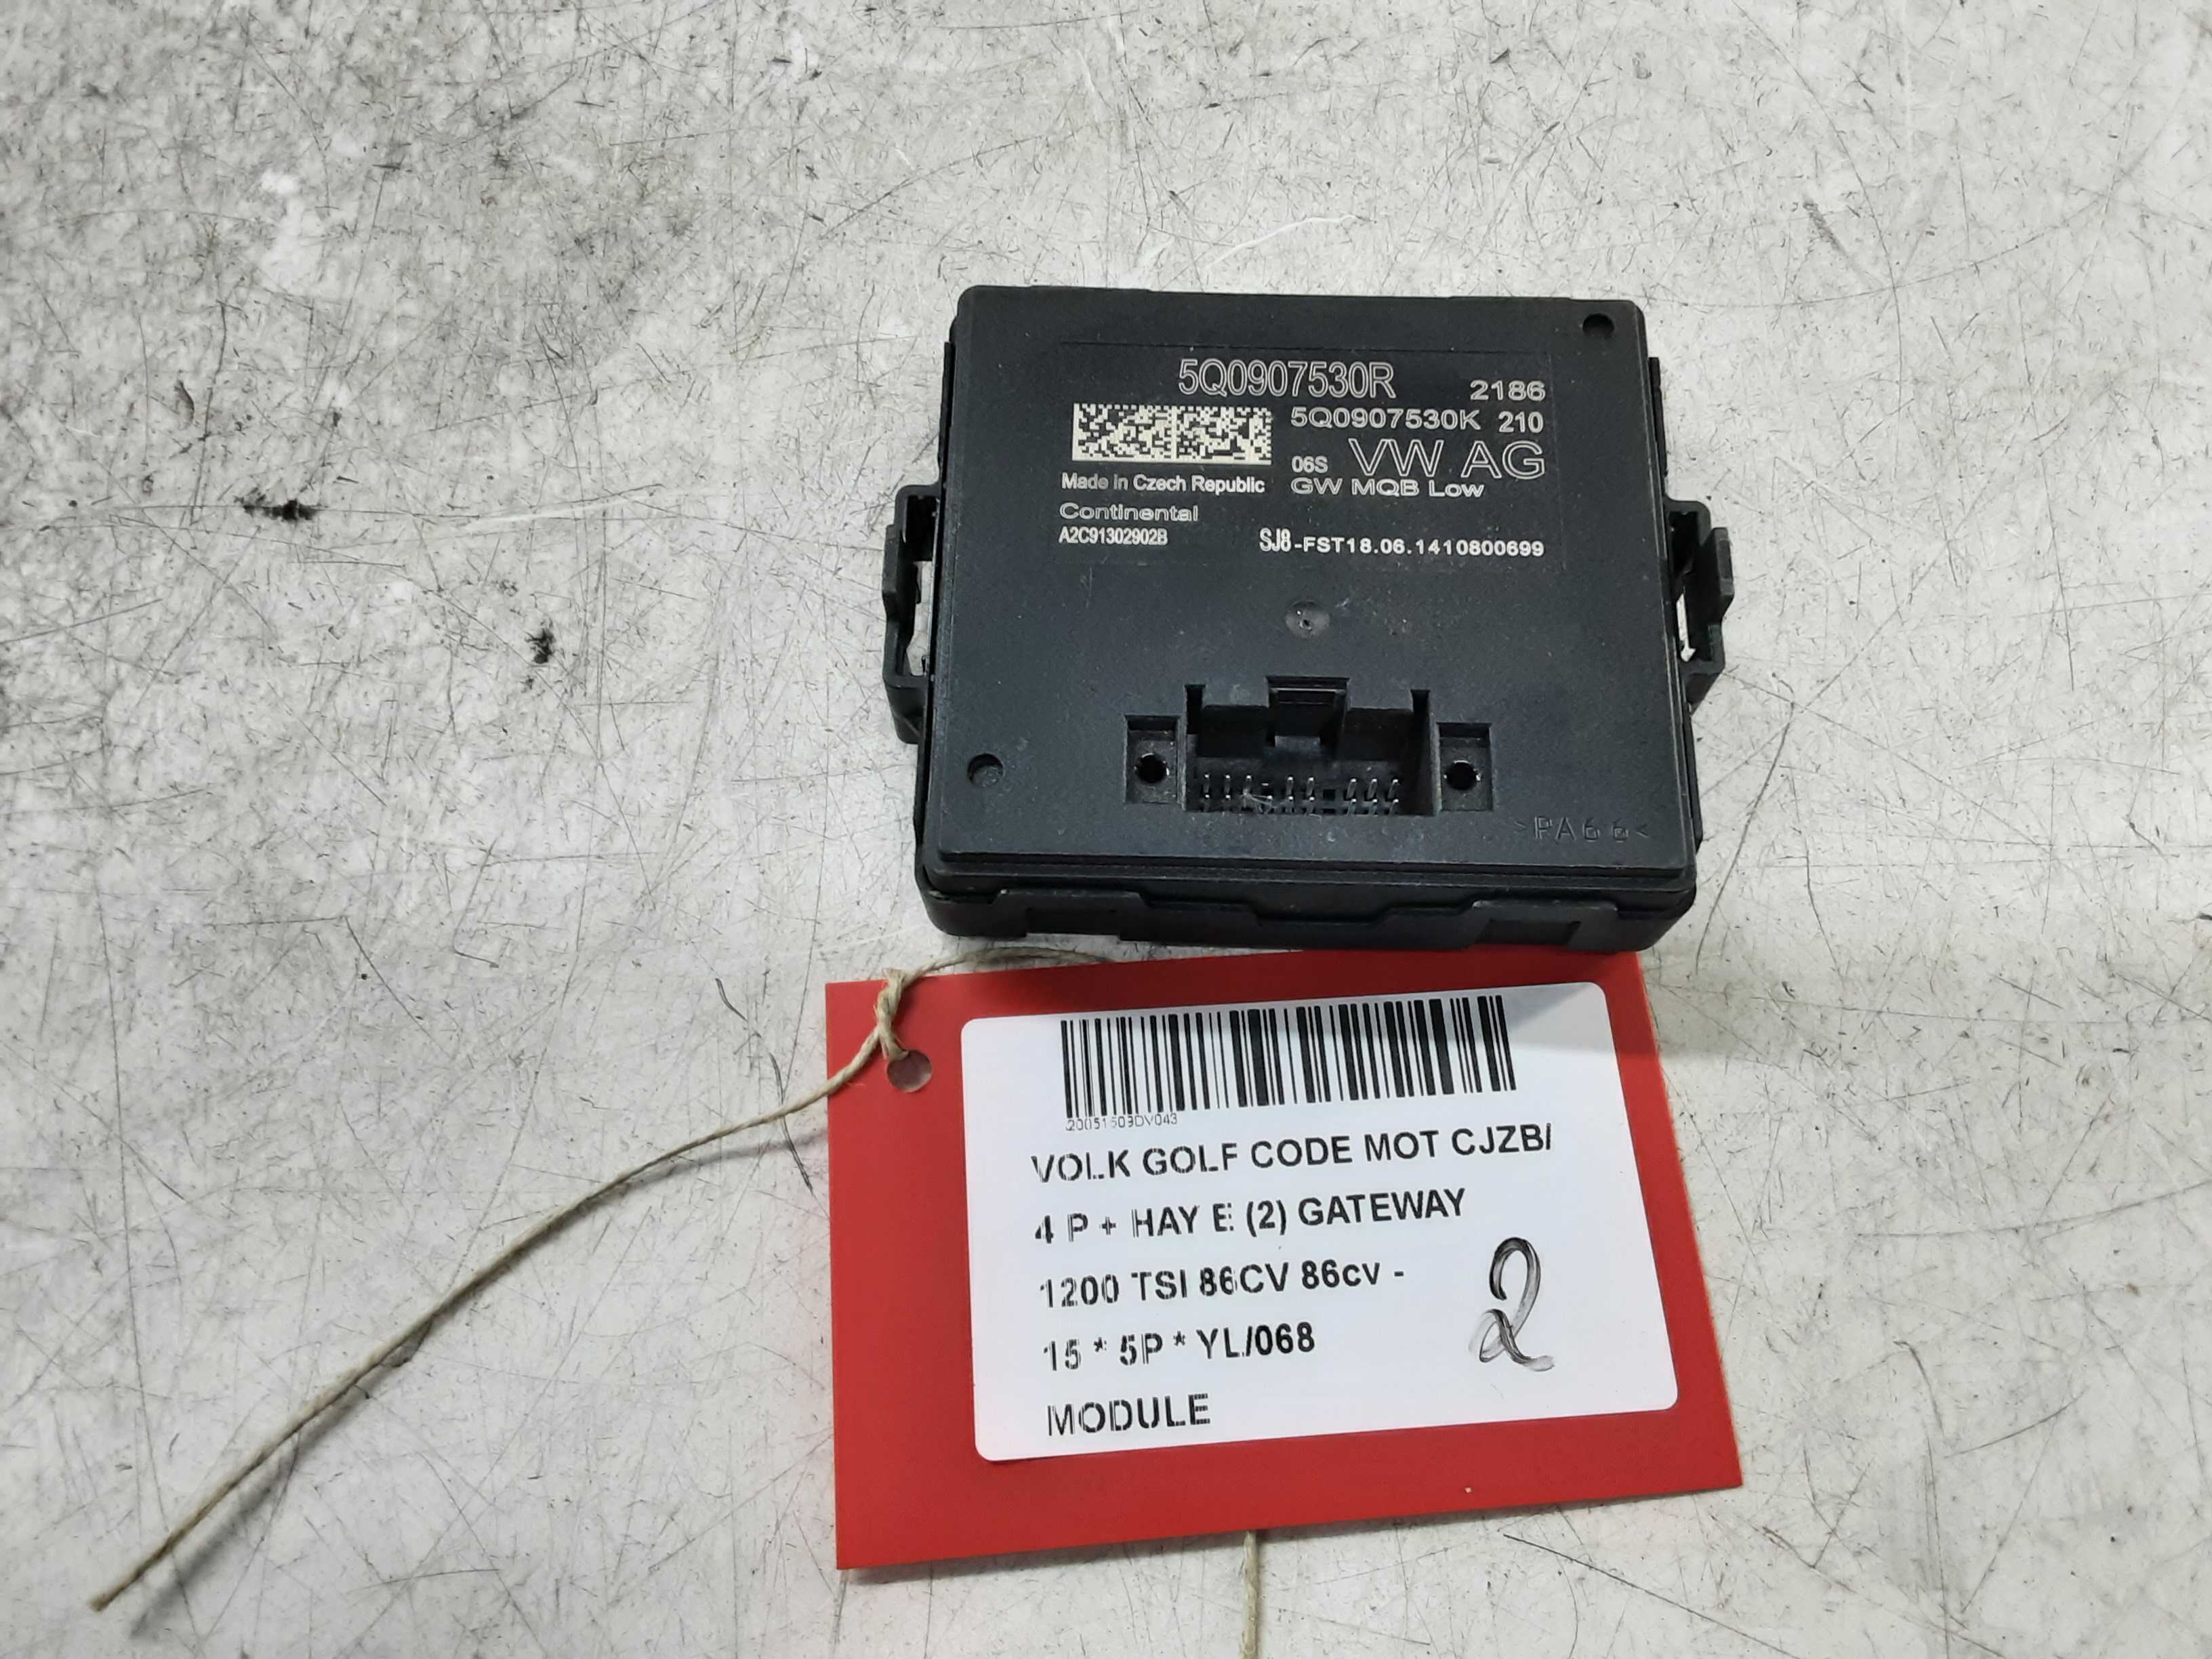 5Q0907530R 2186
5Q0907530K 210
06S VW AG
Made in Czech Republic GW MQB Low
Continental
A2C91302902B SJ8-FST18.06.1410800699
>PA66<
20051503DV043
VOLK GOLF CODE MOT CJZB/
4 P + HAY E (2) GATEWAY
1200 TSI 86CV 86cv -
15 * 5P * YL/068
MODULE
2